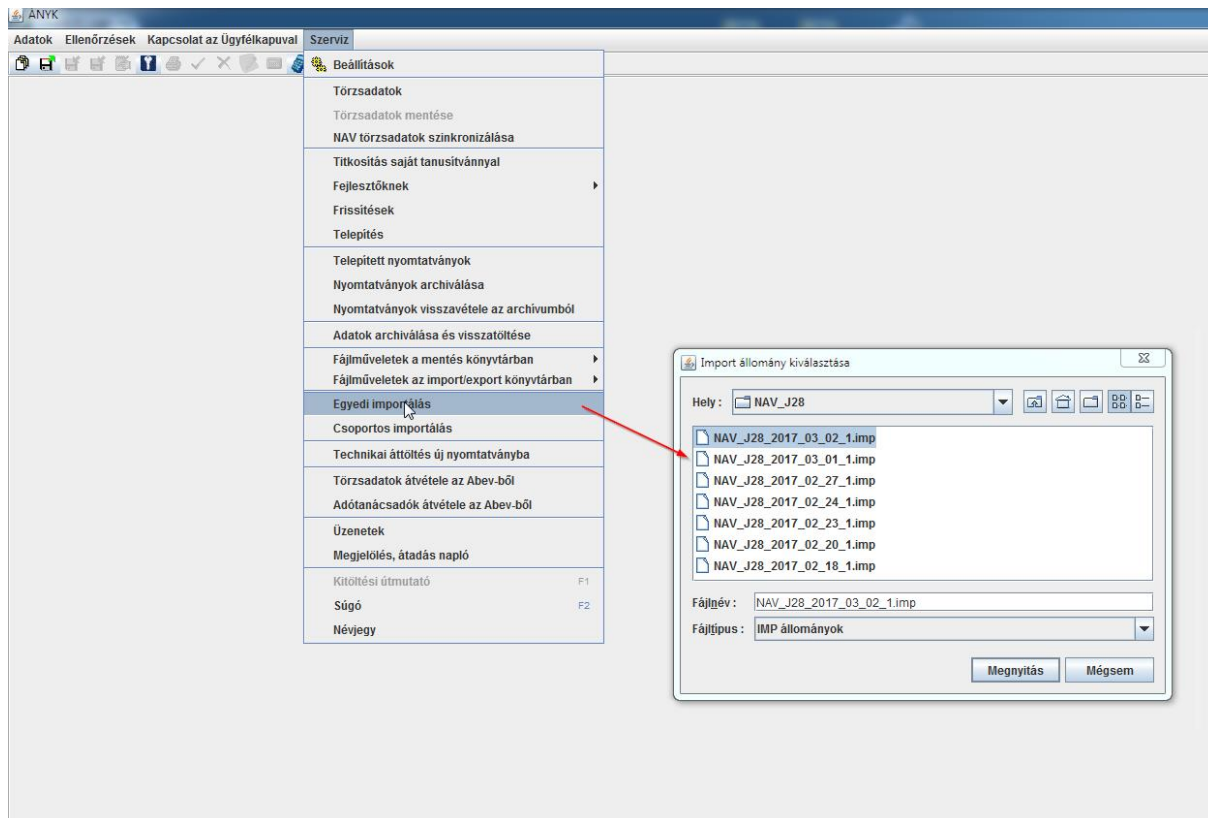 ÁNYK
Adatok Ellenőrzések Kapcsolat az Ügyfélkapuval Szerviz
Beállítások
Törzsadatok
Törzsadatok mentése
NAV törzsadatok szinkronizálása
Titkosítás saját tanusítvánnyal
Fejlesztőknek
Frissítések
Telepítés
Telepített nyomtatványok
Nyomtatványok archiválása
Nyomtatványok visszavétele az archívumból
Adatok archiválása és visszatöltése
Fájlműveletek a mentés könyvtárban
Fájlműveletek az import/export könyvtárban
Egyedi importálás
Csoportos importálás
Technikai áttöltés új nyomtatványba
Törzsadatok átvétele az Abev-ből
Adótanácsadók átvétele az Abev-ből
Üzenetek
Megjelölés, átadás napló
Kitöltési útmutató F1
Súgó F2
Névjegy
Import állomány kiválasztása
Hely : NAV_J28
NAV_J28_2017_03_02_1.imp
NAV_J28_2017_03_01_1.imp
NAV_J28_2017_02_27_1.imp
NAV_J28_2017_02_24_1.imp
NAV_J28_2017_02_23_1.imp
NAV_J28_2017_02_20_1.imp
NAV_J28_2017_02_18_1.imp
Fájlnév : NAV_J28_2017_03_02_1.imp
Fájltípus : IMP állományok
Megnyitás Mégsem